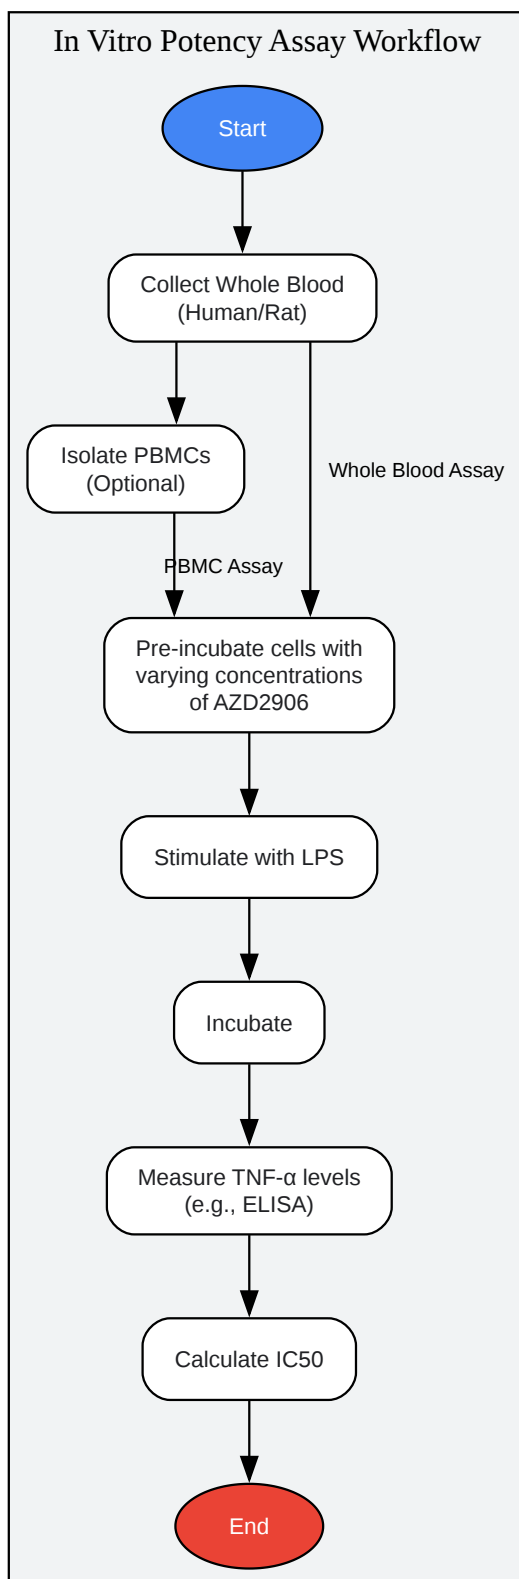 In Vitro Potency Assay Workflow
Start
Collect Whole Blood
(Human/Rat)
Isolate PBMCs
(Optional)
Whole Blood Assay
PBMC Assay
Pre-incubate cells with
varying concentrations
of AZD2906
Stimulate with LPS
Incubate
Measure TNF-α levels
(e.g., ELISA)
Calculate IC50
End